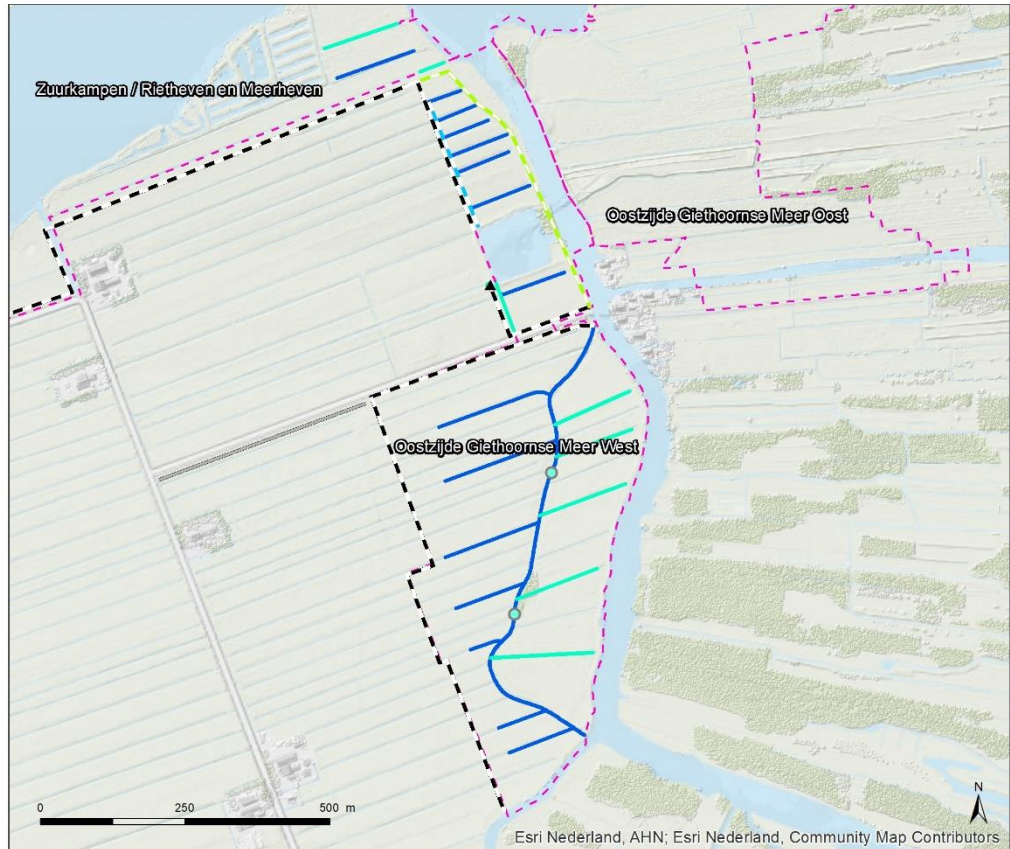 Zuurkampen / Rietheven en Meerheven
Oostzijde Giethoornse Meer Oost
Oostzijde Giethoornse Meer West
0 250 500 m
N
Esri Nederland, AHN; Esri Nederland, Community Map Contributors